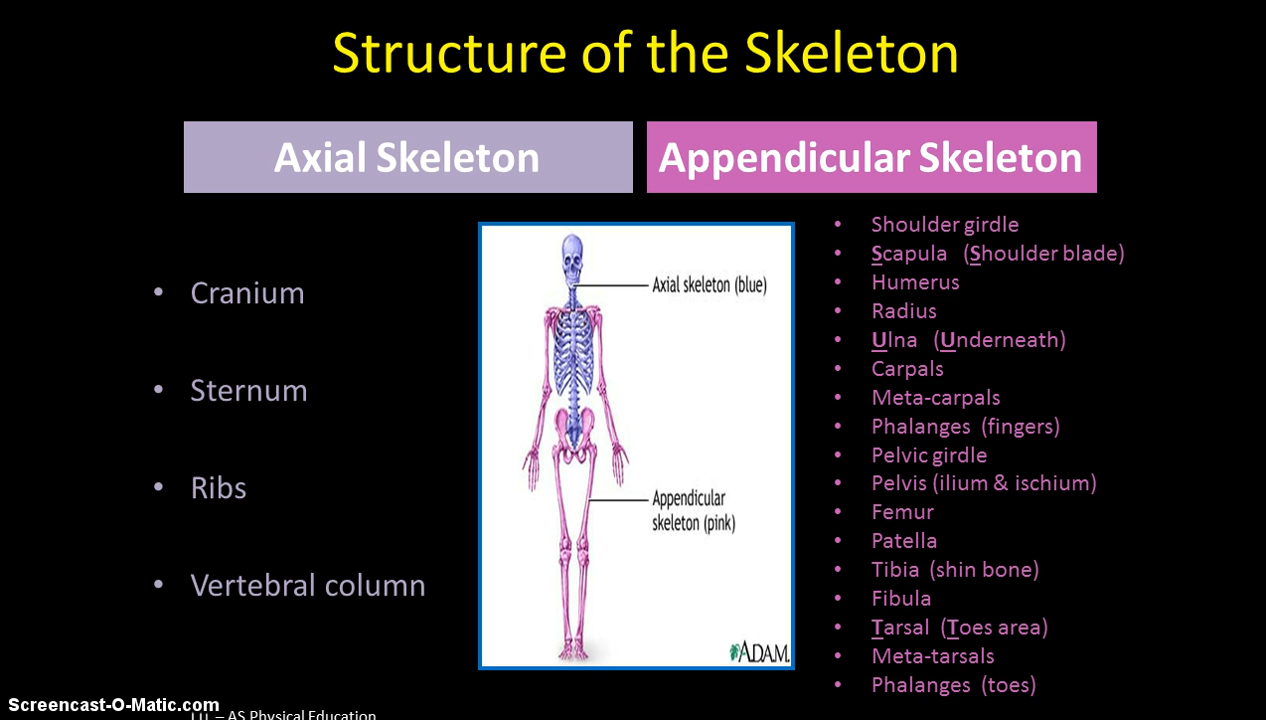 Structure of the Skeleton
Axial Skeleton
Appendicular Skeleton
• Cranium
• Sternum
• Ribs
• Vertebral column
Axial skeleton (blue)
Appendicular
skeleton (pink)
ADAM.
• Shoulder girdle
• Scapula (Shoulder blade)
• Humerus
• Radius
• Ulna (Underneath)
• Carpals
• Meta-carpals
• Phalanges (fingers)
• Pelvic girdle
• Pelvis (ilium & ischium)
• Femur
• Patella
• Tibia (shin bone)
• Fibula
• Tarsal (Toes area)
• Meta-tarsals
• Phalanges (toes)
Screencast-O-Matic.com
– AS Physical Education